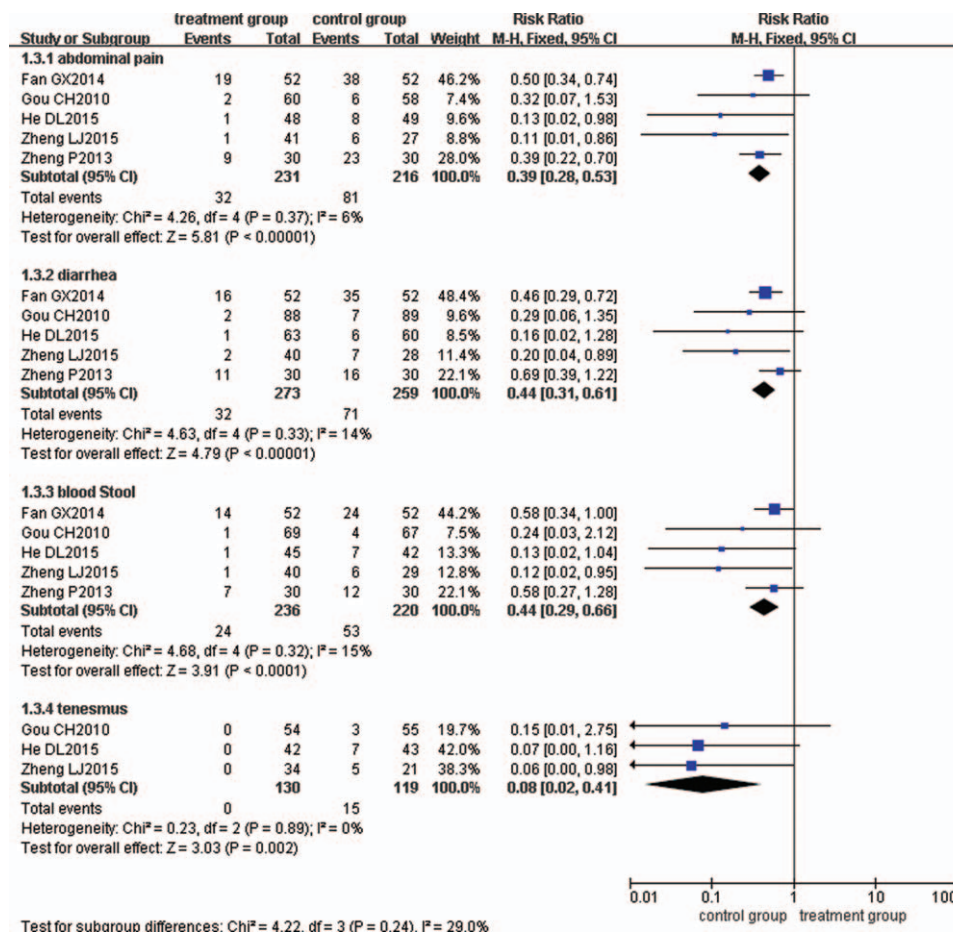 treatment group control group Risk Ratio Risk Ratio
Study or Subgroup Events Total Events Total Weight M-H, Fixed, 95% CI M-H, Fixed, 95% CI
1.3.1 abdominal pain
Fan GX2014 19 52 38 52 46.2% 0.50 [0.34, 0.74]
Gou CH2010 2 60 6 58 7.4% 0.32 [0.07, 1.53]
He DL2015 1 48 8 49 9.6% 0.13 [0.02, 0.98]
Zheng LJ2015 1 41 6 27 8.8% 0.11 [0.01, 0.86]
Zheng P2013 9 30 23 30 28.0% 0.39 [0.22, 0.70]
Subtotal (95% CI) 231 216 100.0% 0.39 [0.28, 0.53]
Total events 32 81
Heterogeneity: Chi² = 4.26, df = 4 (P = 0.37); I² = 6%
Test for overall effect: Z = 5.81 (P < 0.00001)
1.3.2 diarrhea
Fan GX2014 16 52 35 52 48.4% 0.46 [0.29, 0.72]
Gou CH2010 2 88 7 89 9.6% 0.29 [0.06, 1.35]
He DL2015 1 63 6 60 8.5% 0.16 [0.02, 1.28]
Zheng LJ2015 2 40 7 28 11.4% 0.20 [0.04, 0.89]
Zheng P2013 11 30 16 30 22.1% 0.69 [0.39, 1.22]
Subtotal (95% CI) 273 259 100.0% 0.44 [0.31, 0.61]
Total events 32 71
Heterogeneity: Chi² = 4.63, df = 4 (P = 0.33); I² = 14%
Test for overall effect: Z = 4.79 (P < 0.00001)
1.3.3 blood Stool
Fan GX2014 14 52 24 52 44.2% 0.58 [0.34, 1.00]
Gou CH2010 1 69 4 67 7.5% 0.24 [0.03, 2.12]
He DL2015 1 45 7 42 13.3% 0.13 [0.02, 1.04]
Zheng LJ2015 1 40 6 29 12.8% 0.12 [0.02, 0.95]
Zheng P2013 7 30 12 30 22.1% 0.58 [0.27, 1.28]
Subtotal (95% CI) 236 220 100.0% 0.44 [0.29, 0.66]
Total events 24 53
Heterogeneity: Chi² = 4.68, df = 4 (P = 0.32); I² = 15%
Test for overall effect: Z = 3.91 (P < 0.0001)
1.3.4 tenesmus
Gou CH2010 0 54 3 55 19.7% 0.15 [0.01, 2.75]
He DL2015 0 42 7 43 42.0% 0.07 [0.00, 1.16]
Zheng LJ2015 0 34 5 21 38.3% 0.06 [0.00, 0.98]
Subtotal (95% CI) 130 119 100.0% 0.08 [0.02, 0.41]
Total events 0 15
Heterogeneity: Chi² = 0.23, df = 2 (P = 0.89); I² = 0%
Test for overall effect: Z = 3.03 (P = 0.002)
0.01 0.1 1 10 100
control group treatment group
Test for subgroup differences: Chi² = 4.22, df = 3 (P = 0.24), I² = 29.0%